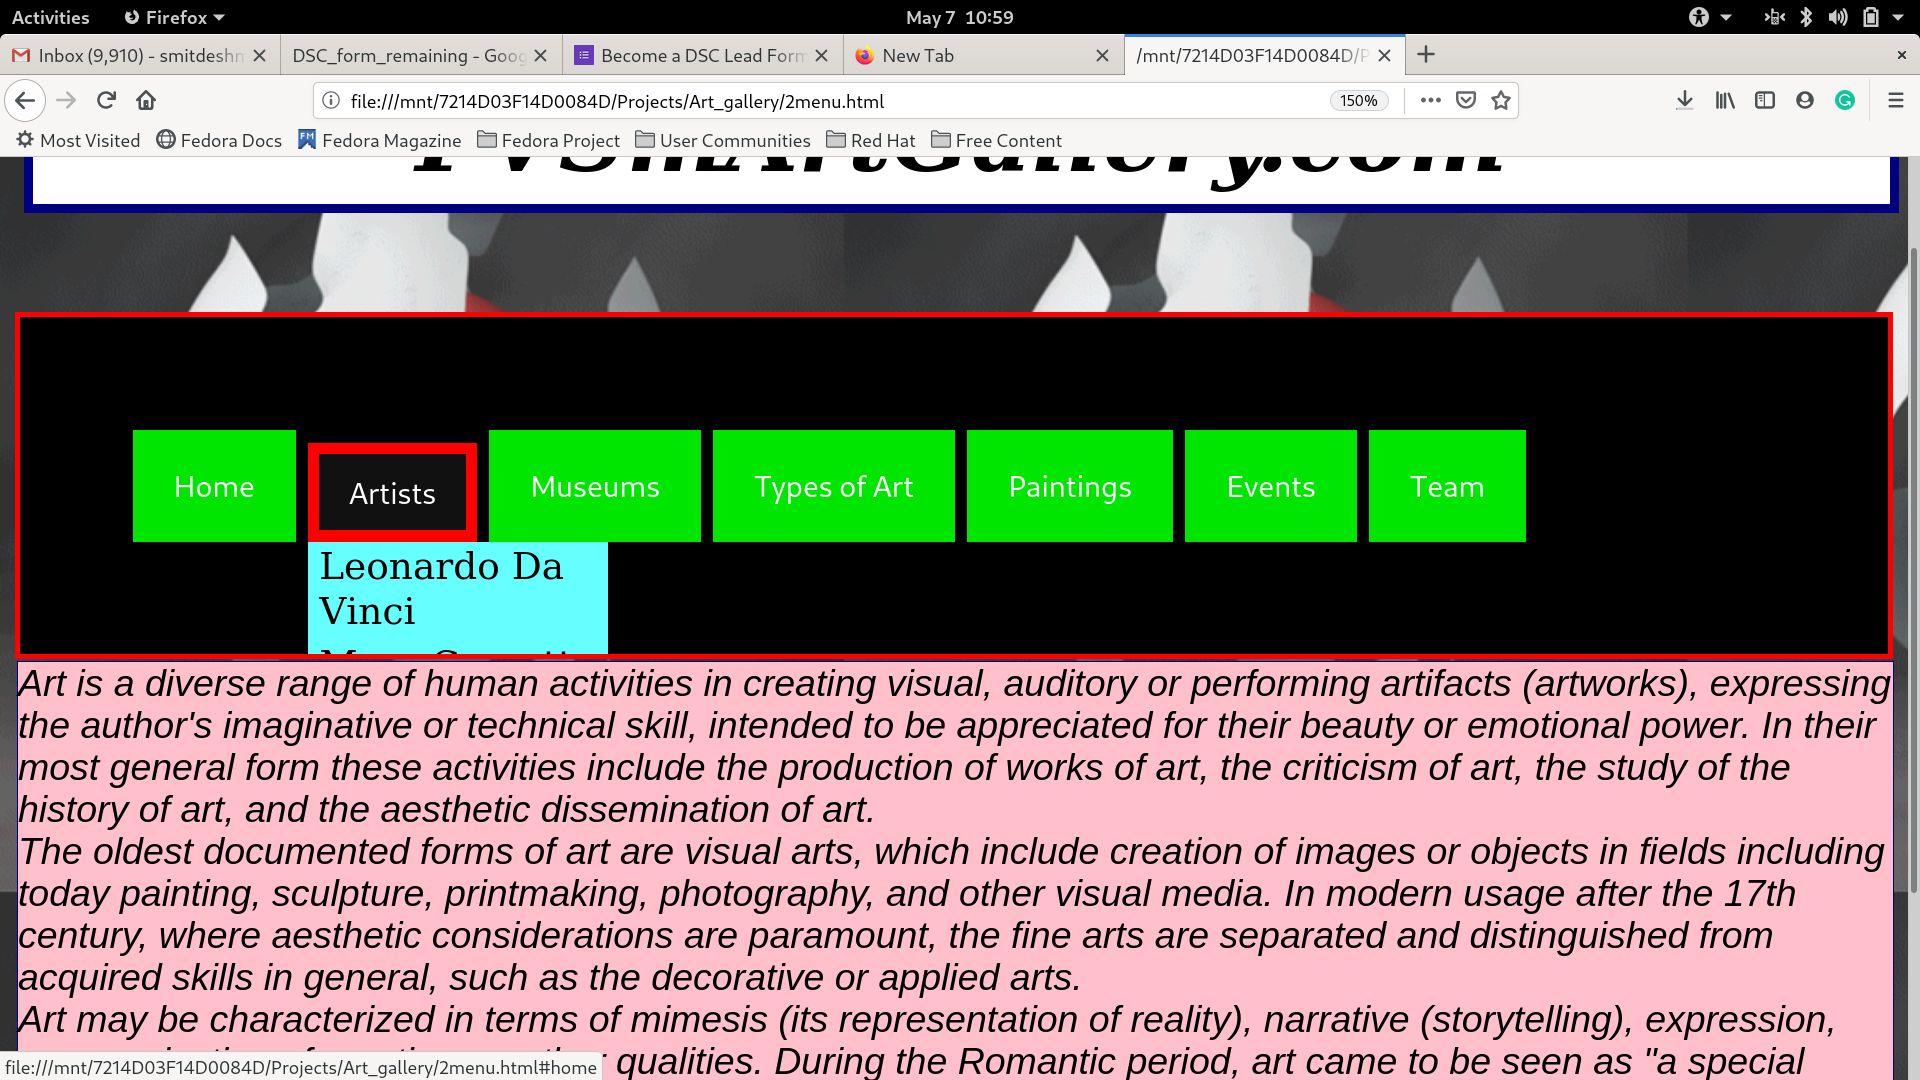 Activities Firefox May 7 10:59
Inbox (9,910) - smitdeshm DSC_form_remaining - Goog Become a DSC Lead Form New Tab /mnt/7214D03F14D0084D/P
file:///mnt/7214D03F14D0084D/Projects/Art_gallery/2menu.html 150%
Most Visited Fedora Docs Fedora Magazine Fedora Project User Communities Red Hat Free Content
Home Artists Museums Types of Art Paintings Events Team
Leonardo Da
Vinci
Art is a diverse range of human activities in creating visual, auditory or performing artifacts (artworks), expressing
the author's imaginative or technical skill, intended to be appreciated for their beauty or emotional power. In their
most general form these activities include the production of works of art, the criticism of art, the study of the
history of art, and the aesthetic dissemination of art.
The oldest documented forms of art are visual arts, which include creation of images or objects in fields including
today painting, sculpture, printmaking, photography, and other visual media. In modern usage after the 17th
century, where aesthetic considerations are paramount, the fine arts are separated and distinguished from
acquired skills in general, such as the decorative or applied arts.
Art may be characterized in terms of mimesis (its representation of reality), narrative (storytelling), expression,
qualities. During the Romantic period, art came to be seen as "a special
file:///mnt/7214D03F14D0084D/Projects/Art_gallery/2menu.html#home